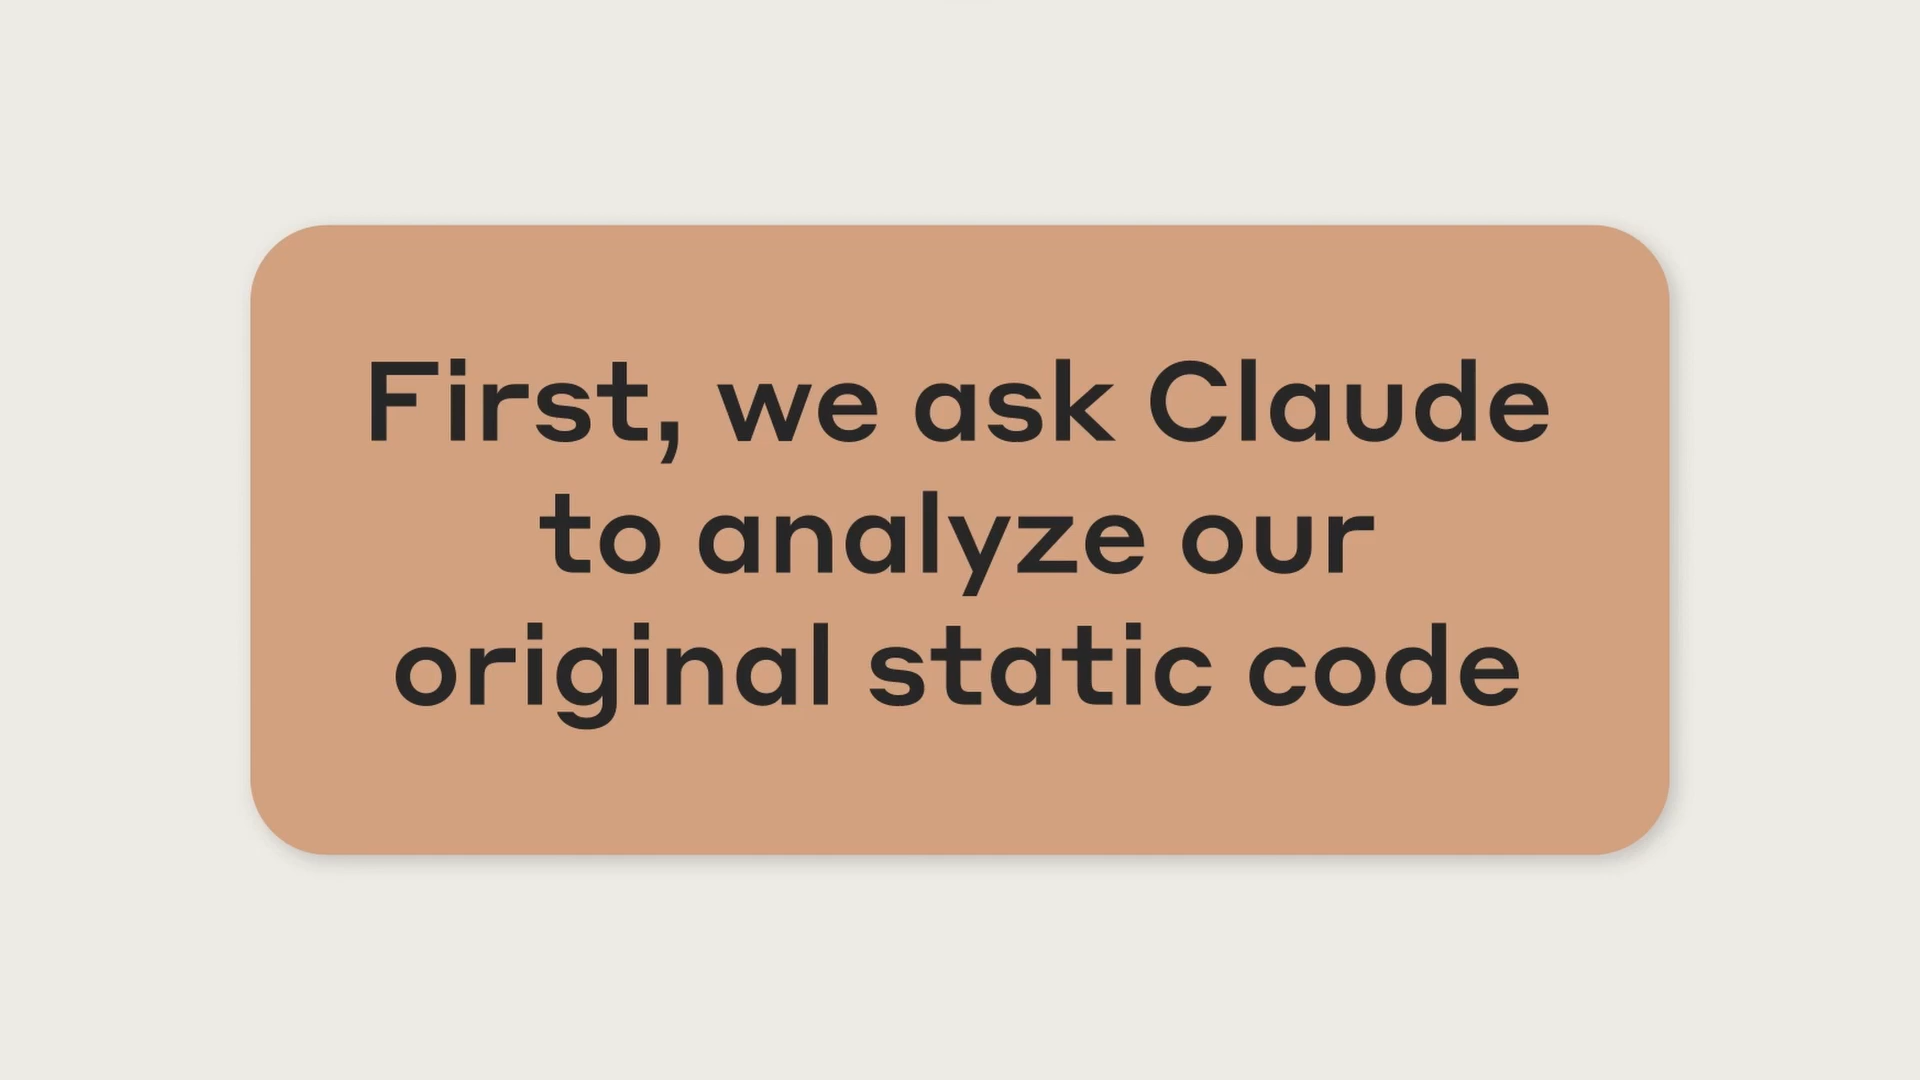 First, we ask Claude
to analyze our
original static code